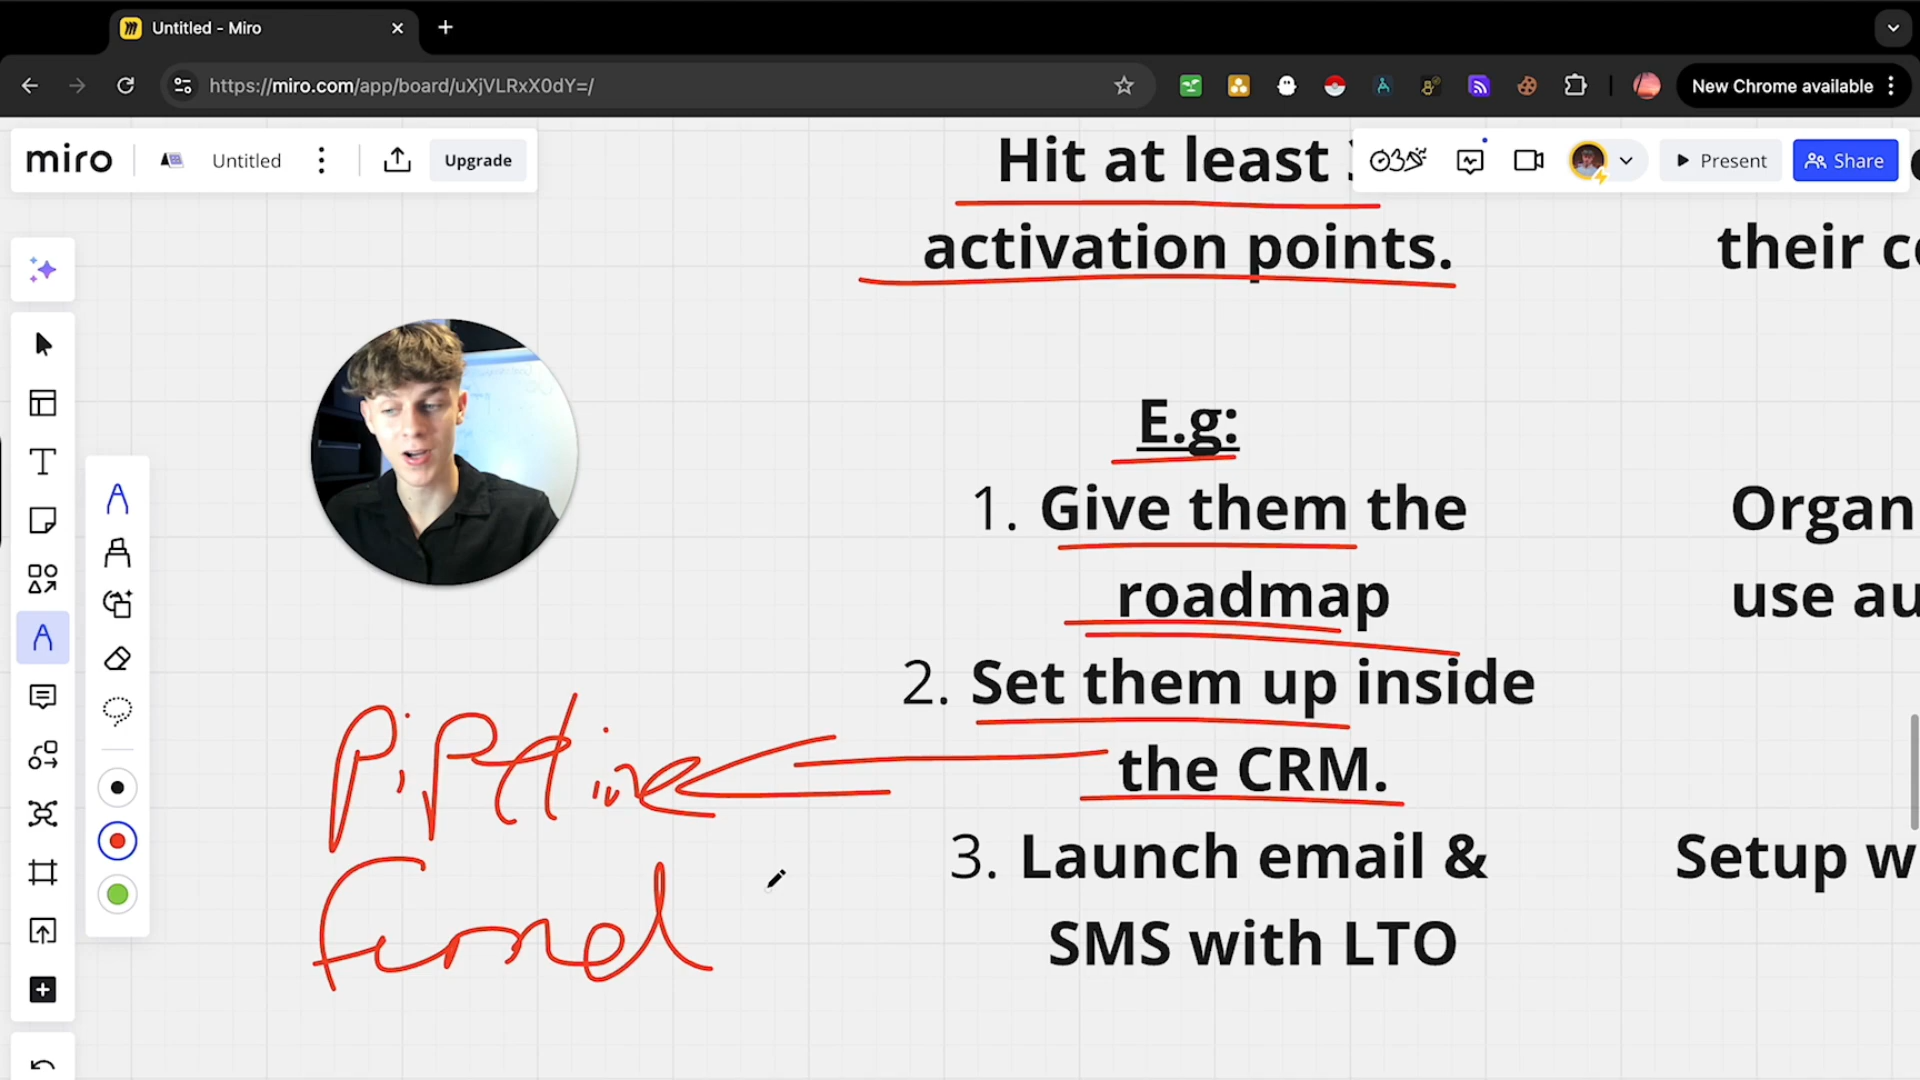 Untitled - Miro
https://miro.com/app/board/uXjVLRxX0dY=/
New Chrome available
miro
Untitled
Upgrade
Present
Share
Hit at least
activation points.
their
E.g:
1. Give them the
roadmap
2. Set them up inside
the CRM.
3. Launch email &
SMS with LTO
Organ
use au
Setup w
Pipeline
Funnel